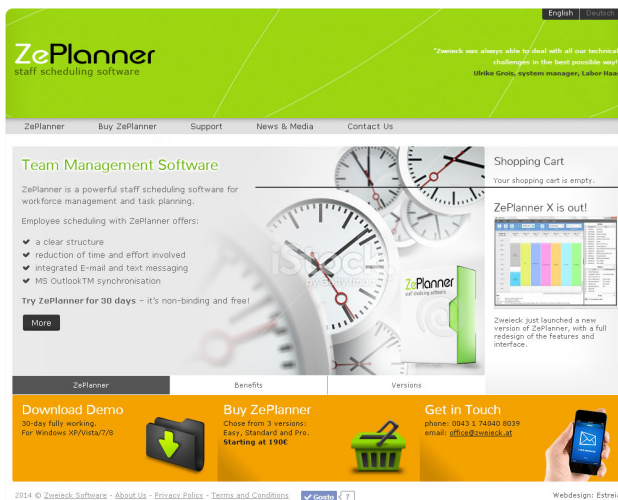 English Deutsch
ZePlanner
staff scheduling software
"Zweieck was always able to deal with all our technical
challenges in the best possible way!
Ulrike Grois, system manager, Labor Haa
ZePlanner Buy ZePlanner Support News & Media Contact Us
Team Management Software
ZePlanner is a powerful staff scheduling software for
workforce management and task planning.
Employee scheduling with ZePlanner offers:
a clear structure
reduction of time and effort involved
integrated E-mail and text messaging
MS OutlookTM synchronisation
Try ZePlanner for 30 days - it's non-binding and free!
More
iStock
ZePlanner
staff scheduling software
Shopping Cart
Your shopping cart is empty.
ZePlanner X is out!
Zweieck just launched a new
version of ZePlanner, with a full
redesign of the features and
interface.
ZePlanner Benefits Versions
Download Demo
30-day fully working.
For Windows XP/Vista/7/8
Buy ZePlanner
Chose from 3 versions:
Easy, Standard and Pro.
Starting at 190€
Get in Touch
phone: 0043 1 74040 8039
email: office@zweieck.at
2014 © Zweieck Software - About Us - Privacy Policy - Terms and Conditions. Gosto 7
Webdesign: Estrei